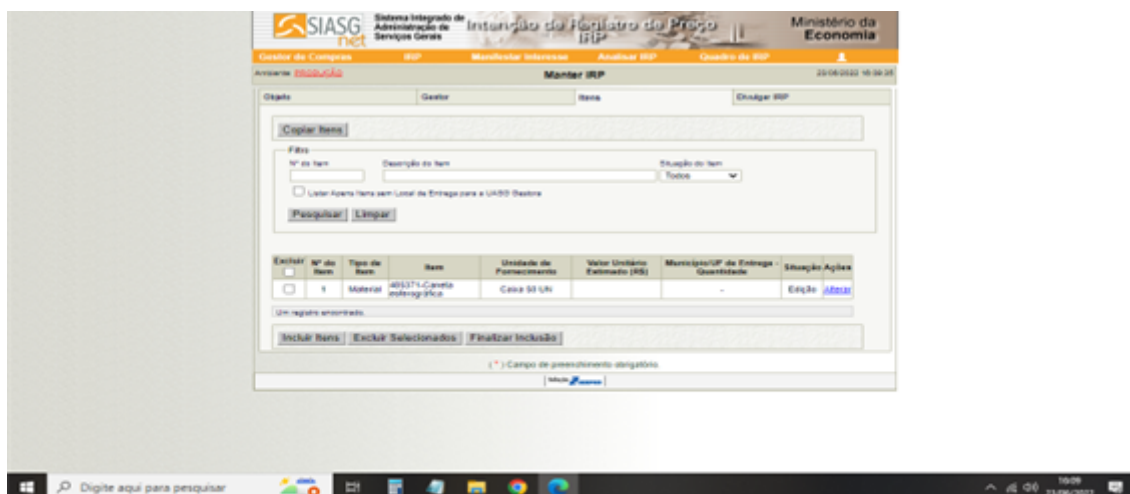 SIASG
net
Sistema Integrado de
Administração de
Serviços Gerais
Intenção de Registro de Preço
IRP
Ministério da
Economia
Gestor de Compras IRP Manifestar Interesse Analisar IRP Quadro de IRP
Ambiente PRODUÇÃO Manter IRP
Objeto Gestor Itens Divulgar IRP
Copiar Itens
Filtro
Nº do Item Descrição do Item Situação do Item
Todos
Listar Apens Itens sem Local de Entrega para a UASG Gestora
Pesquisar Limpar
Excluir Nº do Item Tipo de Item Item Unidade de Fornecimento Valor Unitário Estimado (R$) Município/UF de Entrega - Quantidade Situação Ações
1 Material Caneta esferográfica Caixa 50 UN - Edição Alterar
Um registro encontrado.
Incluir Itens Excluir Selecionados Finalizar Inclusão
( * ) Campo de preenchimento obrigatório.
Digite aqui para pesquisar
16:09